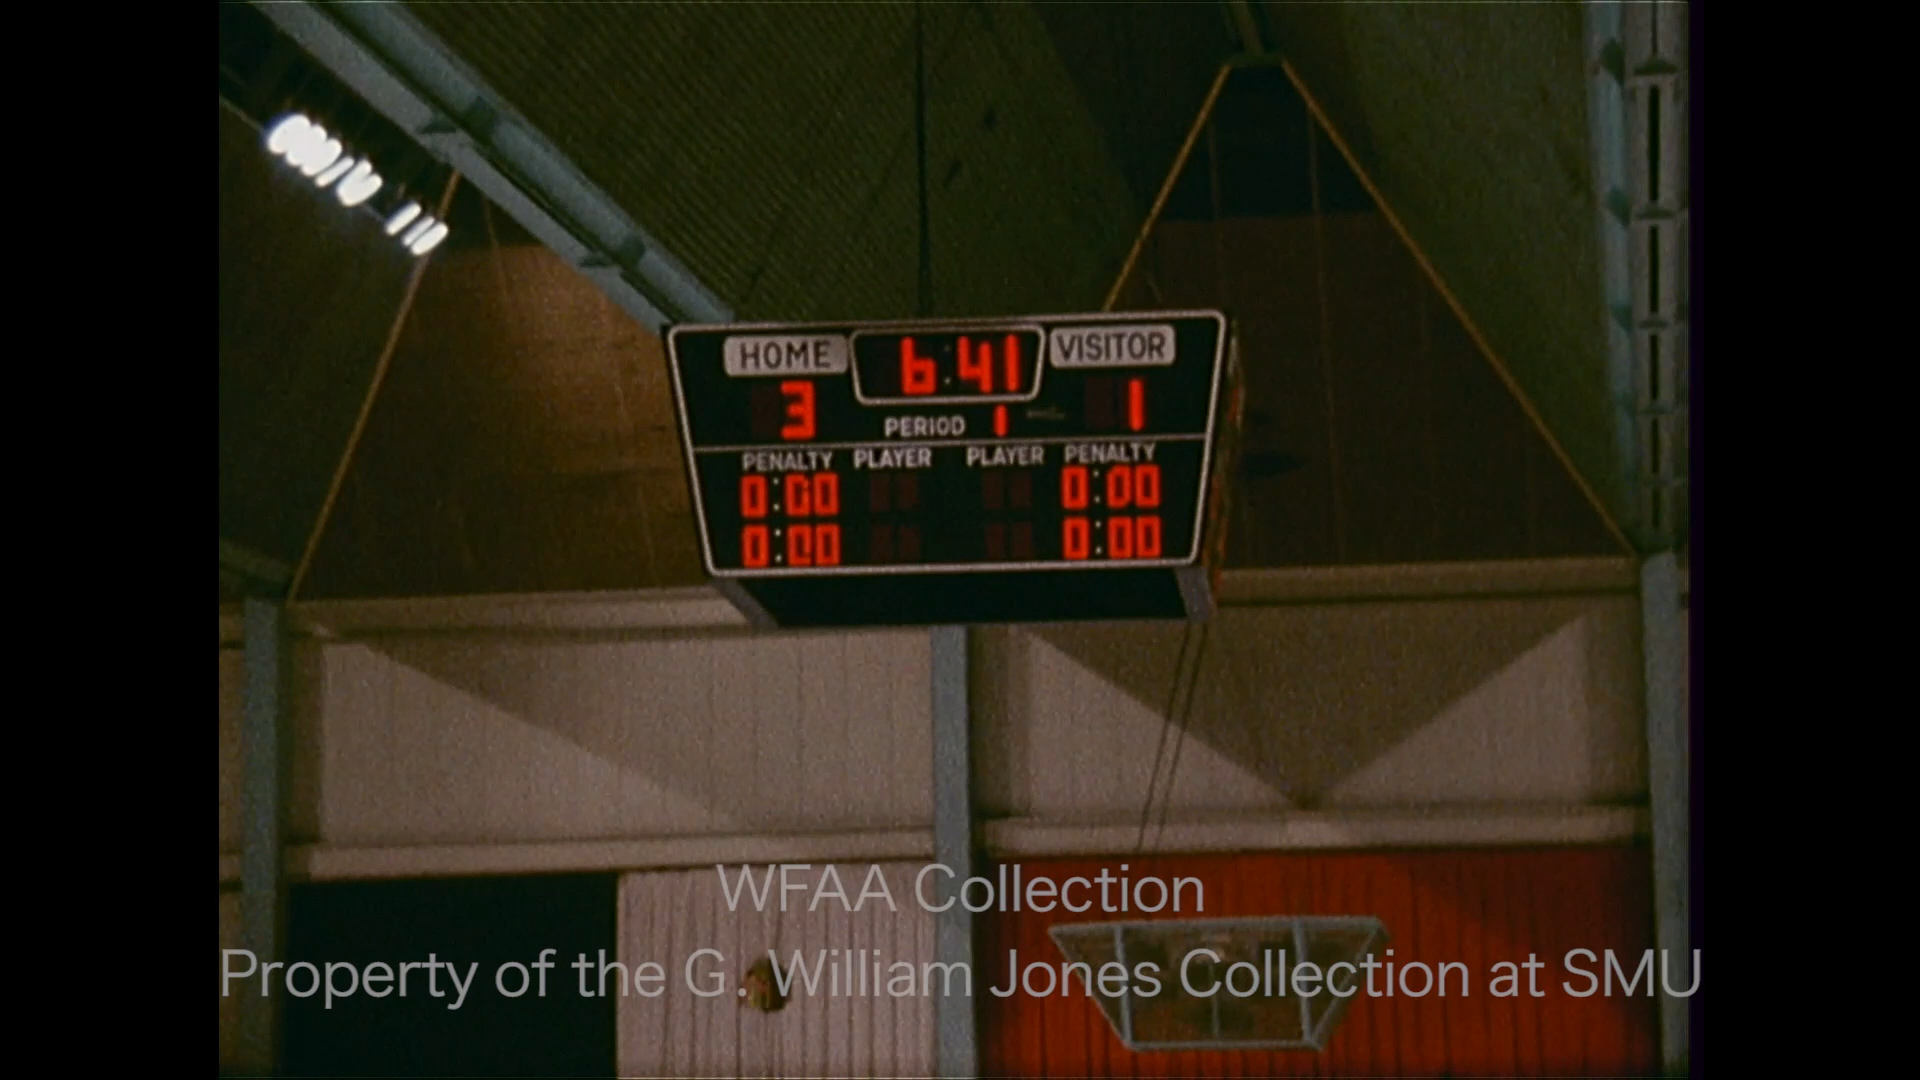 HOME 6:41 VISITOR
3 PERIOD 1 1
PENALTY PLAYER PLAYER PENALTY
0:00 0:00
0:00 0:00
WFAA Collection
Property of the G. William Jones Collection at SMU